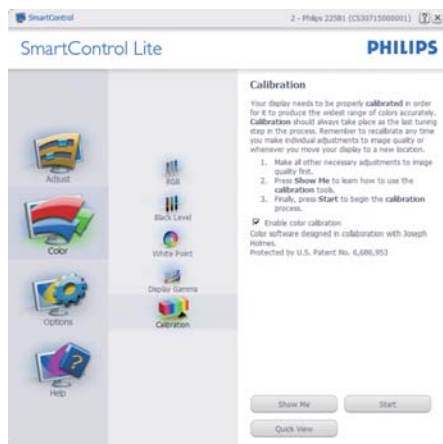 SmartControl
2 - Philips 225B1 (CS30715000001)
SmartControl Lite
PHILIPS
Adjust
Color
Options
Help
RGB
Black Level
White Point
Display Gamma
Calibration
Calibration
Your display needs to be properly calibrated in order
for it to produce the widest range of colors accurately.
Calibration should always take place as the last tuning
step in the process. Remember to recalibrate any time
you make individual adjustments to image quality or
whenever you move your display to a new location.
1. Make all other necessary adjustments to image
quality first.
2. Press Show Me to learn how to use the
calibration tools.
3. Finally, press Start to begin the calibration
process.
Enable color calibration
Color software designed in collaboration with Joseph
Holmes.
Protected by U.S. Patent No. 6,686,953
Show Me
Start
Quick View